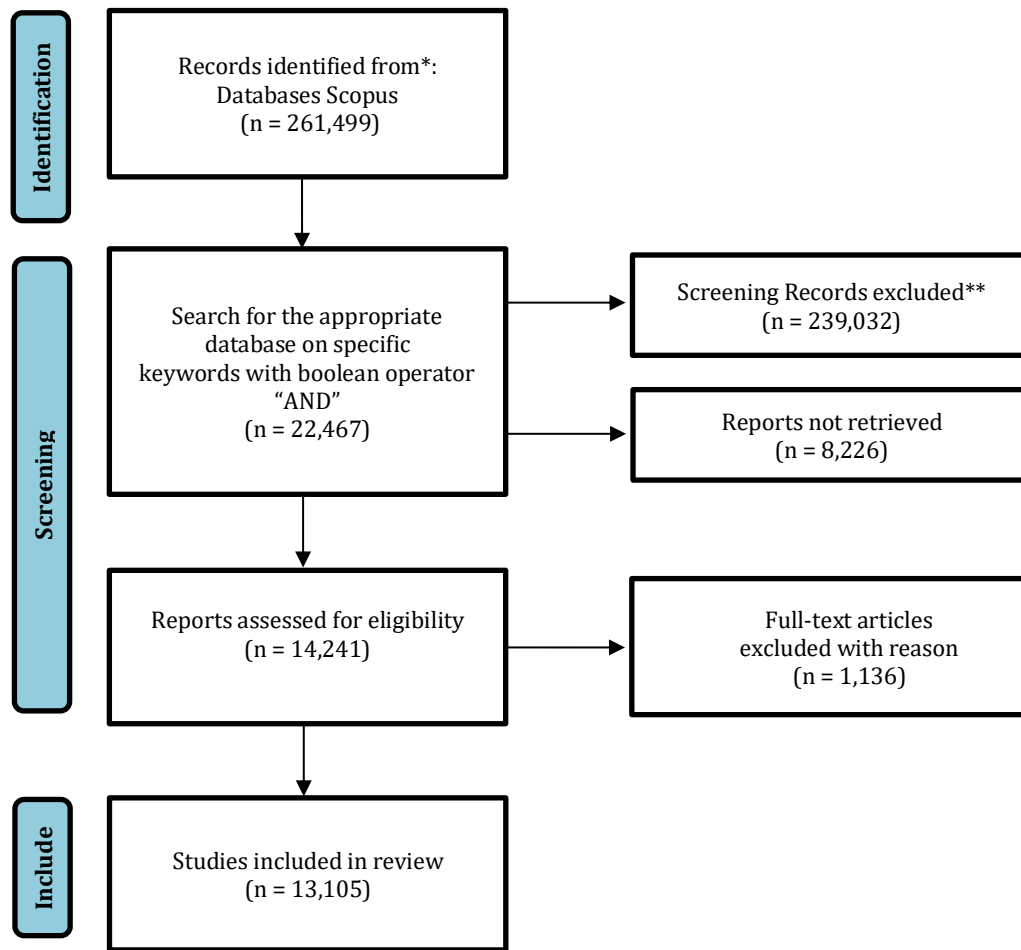 Identification
Records identified from*:
Databases Scopus
(n = 261,499)
Screening
Search for the appropriate
database on specific
keywords with boolean operator
“AND”
(n = 22,467)
Screening Records excluded**
(n = 239,032)
Reports not retrieved
(n = 8,226)
Reports assessed for eligibility
(n = 14,241)
Full-text articles
excluded with reason
(n = 1,136)
Include
Studies included in review
(n = 13,105)